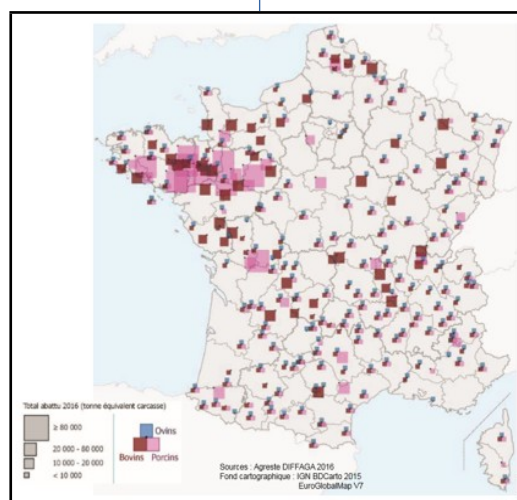 Total abattu 2016 (tonne équivalent carcasse)
≥ 80 000
20 000 - 80 000
10 000 - 20 000
< 10 000
Ovins
Bovins Porcins
Sources : Agreste DIFFAGA 2016
Fond cartographique : IGN BDCarto 2015
EuroGlobalMap V7